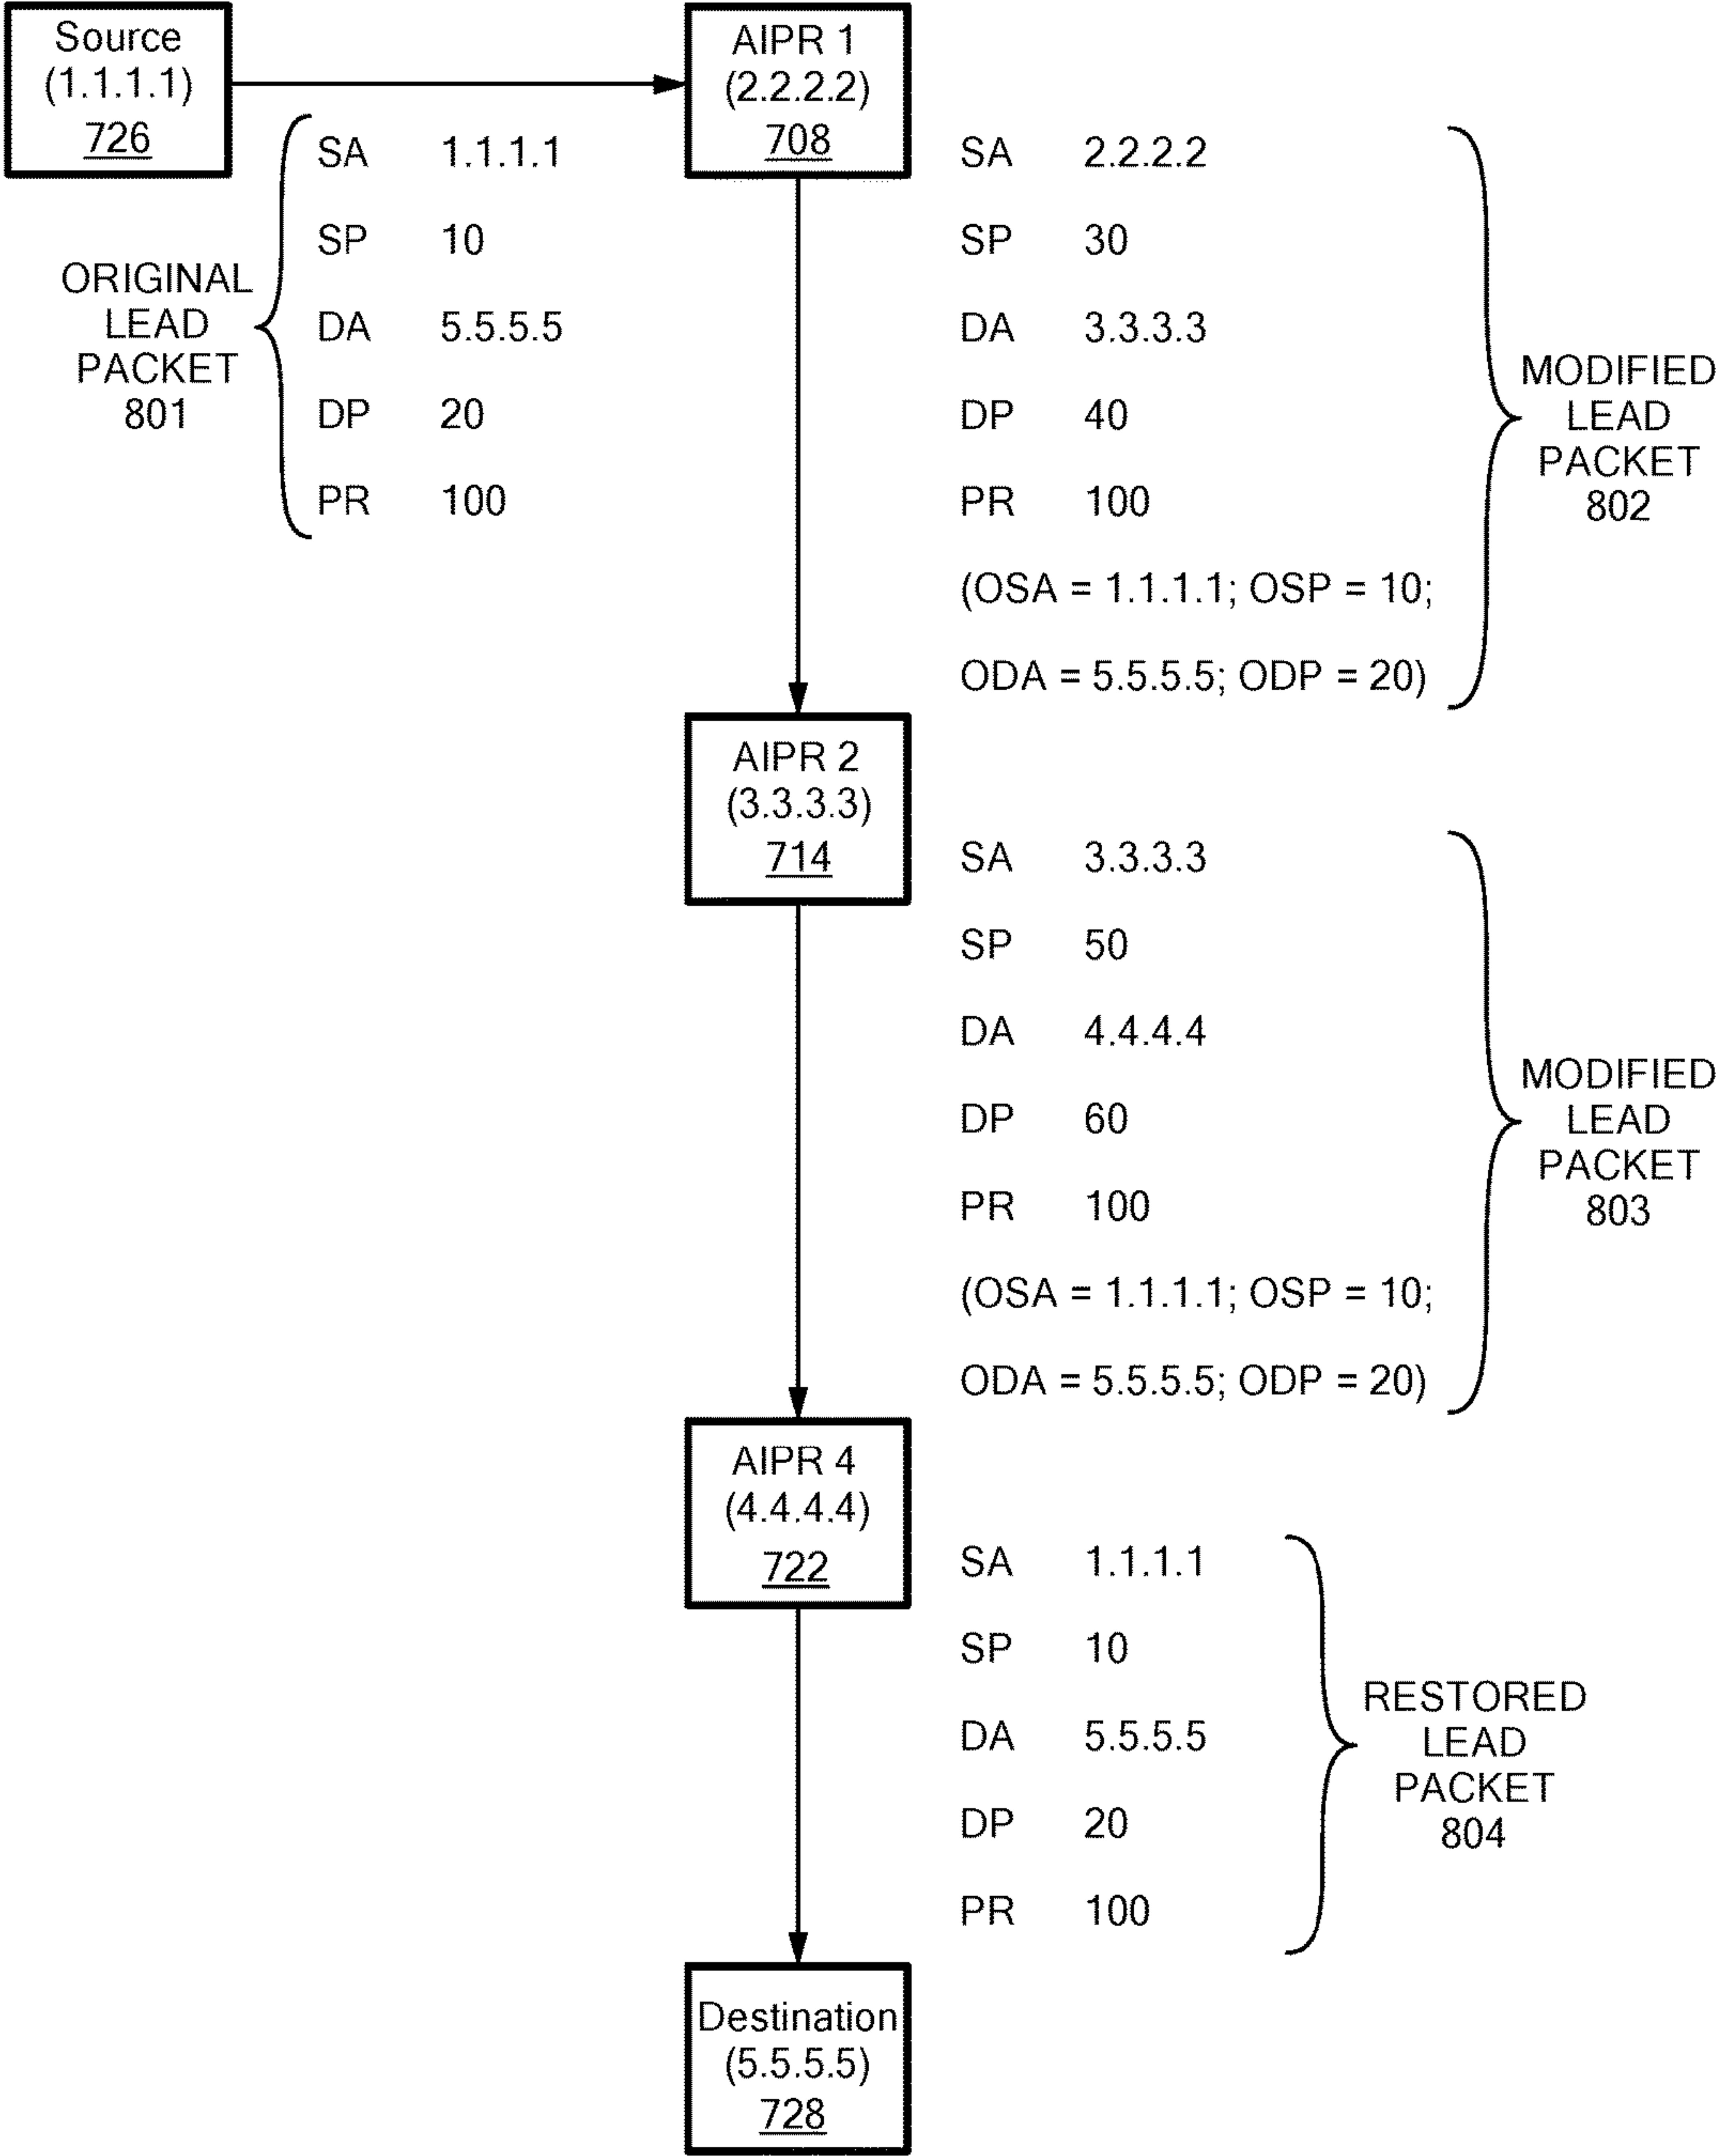 Source
(1.1.1.1)
726
AIPR 1
(2.2.2.2)
708
ORIGINAL
LEAD
PACKET
801
SA 1.1.1.1
SP 10
DA 5.5.5.5
DP 20
PR 100
SA 2.2.2.2
SP 30
DA 3.3.3.3
DP 40
PR 100
(OSA = 1.1.1.1; OSP = 10;
ODA = 5.5.5.5; ODP = 20)
MODIFIED
LEAD
PACKET
802
AIPR 2
(3.3.3.3)
714
SA 3.3.3.3
SP 50
DA 4.4.4.4
DP 60
PR 100
(OSA = 1.1.1.1; OSP = 10;
ODA = 5.5.5.5; ODP = 20)
MODIFIED
LEAD
PACKET
803
AIPR 4
(4.4.4.4)
722
SA 1.1.1.1
SP 10
DA 5.5.5.5
DP 20
PR 100
RESTORED
LEAD
PACKET
804
Destination
(5.5.5.5)
728